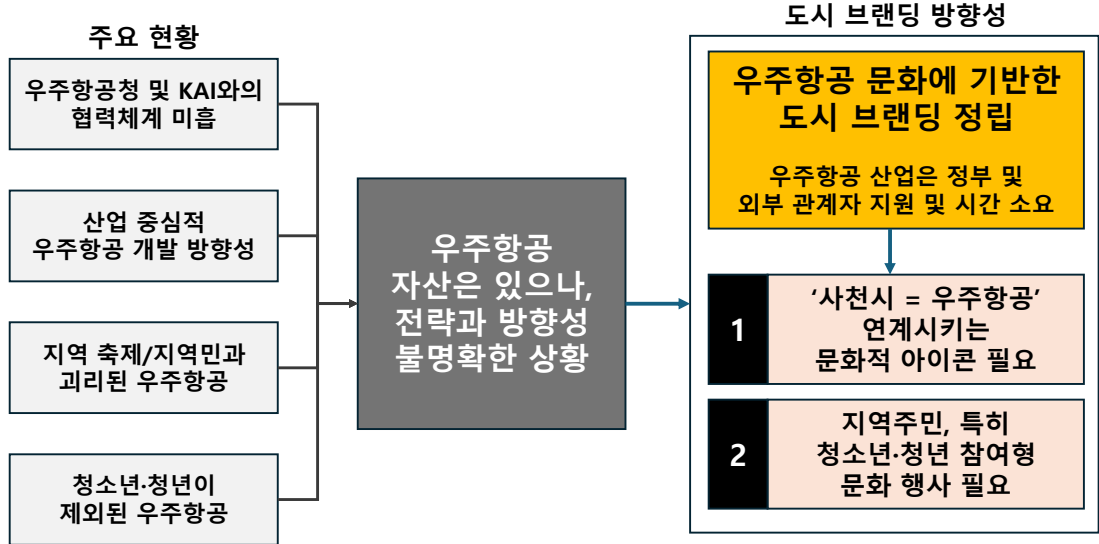 주요 현황
우주항공청 및 KAI와의
협력체계 미흡
산업 중심적
우주항공 개발 방향성
지역 축제/지역민과
괴리된 우주항공
청소년·청년이
제외된 우주항공
우주항공
자산은 있으나,
전략과 방향성
불명확한 상황
도시 브랜딩 방향성
우주항공 문화에 기반한
도시 브랜딩 정립
우주항공 산업은 정부 및
외부 관계자 지원 및 시간 소요
1
‘사천시 = 우주항공’
연계시키는
문화적 아이콘 필요
2
지역주민, 특히
청소년·청년 참여형
문화 행사 필요